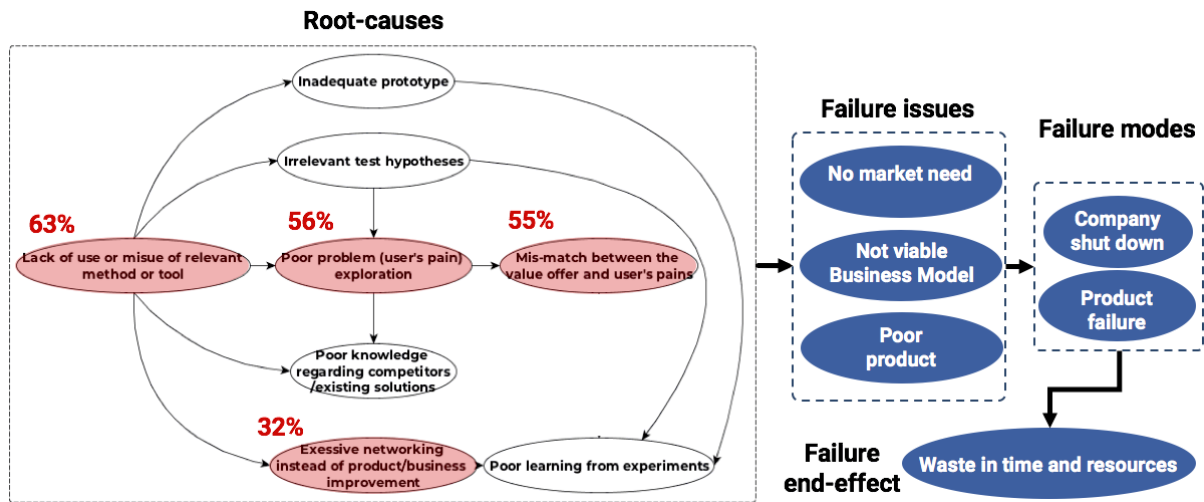 Root-causes
Inadequate prototype
Irrelevant test hypotheses
63%
Lack of use or misue of relevant
method or tool
56%
Poor problem (user's pain)
exploration
55%
Mis-match between the
value offer and user's pains
Poor knowledge
regarding competitors
/existing solutions
32%
Exessive networking
instead of product/business
improvement
Poor learning from experiments
Failure issues
No market need
Not viable
Business Model
Poor
product
Failure modes
Company
shut down
Product
failure
Failure
end-effect
Waste in time and resources